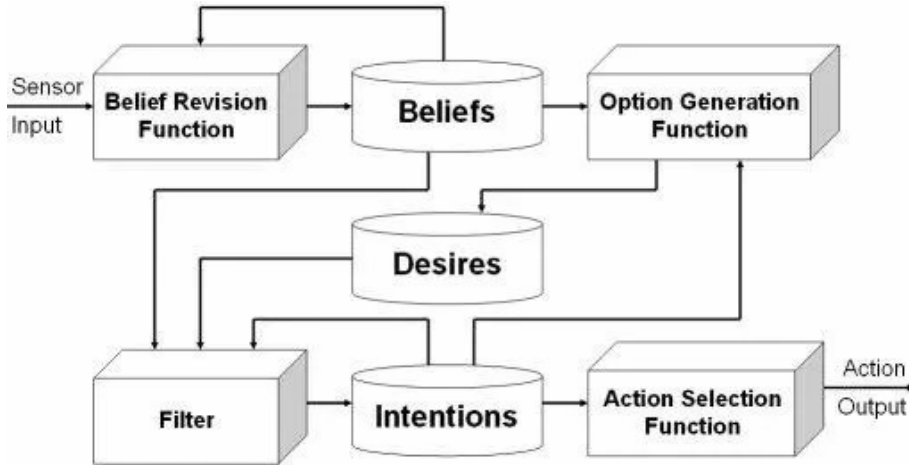 Sensor
Input
Belief Revision
Function
Beliefs
Option Generation
Function
Desires
Filter
Intentions
Action Selection
Function
Action
Output